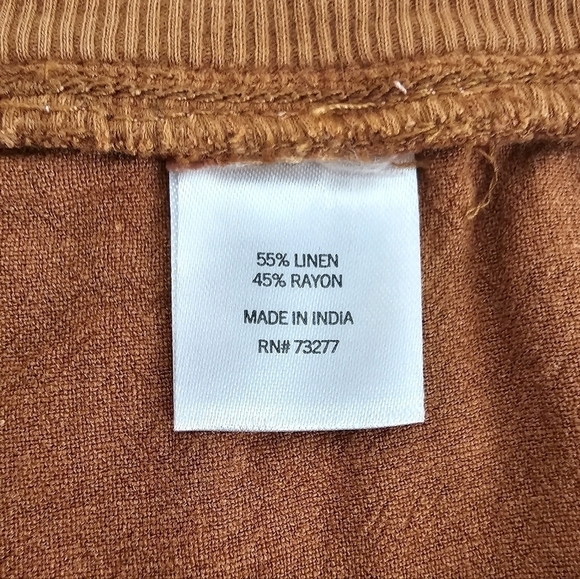 55% LINEN
45% RAYON
MADE IN INDIA
RN# 73277